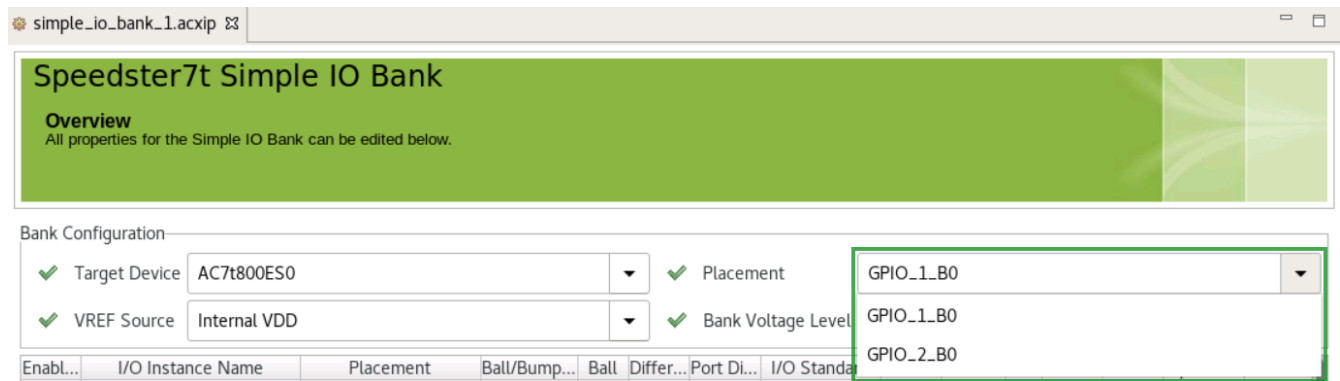 simple_io_bank_1.acxip
Speedster7t Simple IO Bank
Overview
All properties for the Simple IO Bank can be edited below.
Bank Configuration
Target Device AC7t800ES0 Placement GPIO_1_B0
VREF Source Internal VDD Bank Voltage Level GPIO_1_B0
GPIO_2_B0
Enabl... I/O Instance Name Placement Ball/Bump... Ball Differ... Port Di... I/O Standa